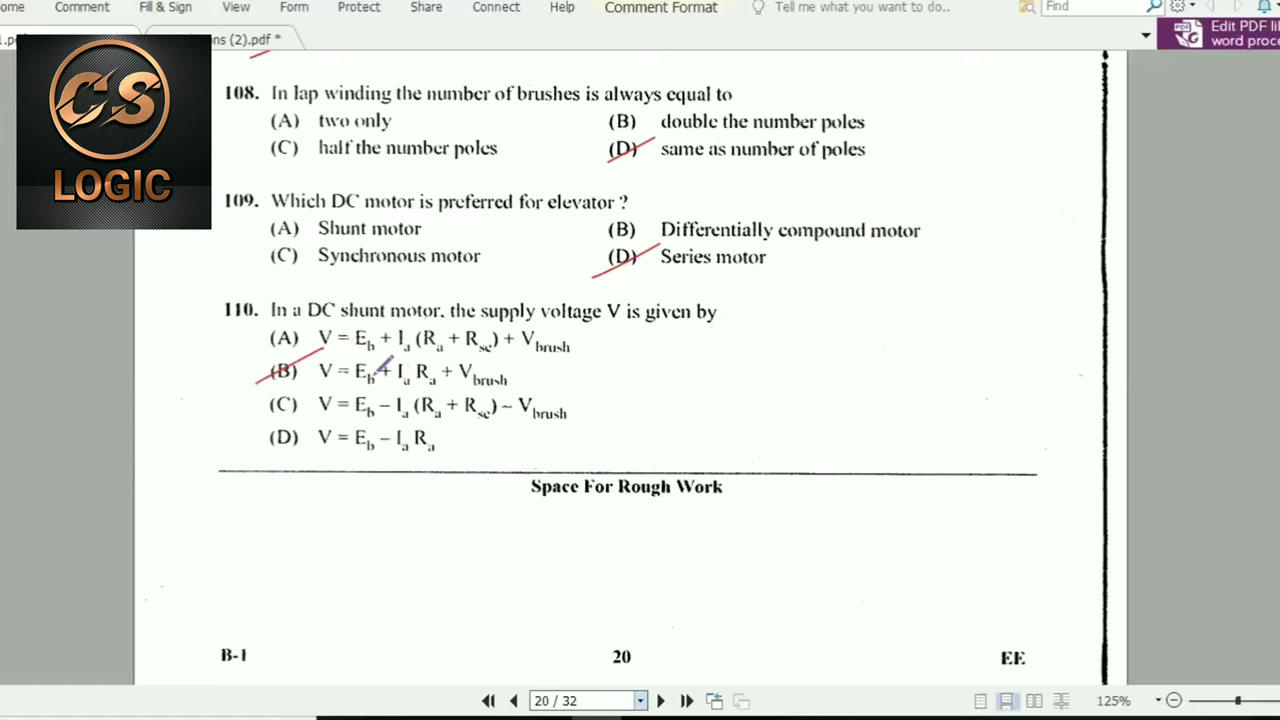 ome Comment Fill & Sign View Form Protect Share Connect Help Comment Format Tell me what you want to do.. Find
Edit PDF li
word proce
1.p ons (2).pdf *
CS
LOGIC
108. In lap winding the number of brushes is always equal to
(A) two only (B) double the number poles
(C) half the number poles (D) same as number of poles
109. Which DC motor is preferred for elevator ?
(A) Shunt motor (B) Differentially compound motor
(C) Synchronous motor (D) Series motor
110. In a DC shunt motor, the supply voltage V is given by
(A) V = Eb + Ia (Ra + Rse) + Vbrush
(B) V = Eb + Ia Ra + Vbrush
(C) V = Eb – Ia (Ra + Rse) – Vbrush
(D) V = Eb – Ia Ra
Space For Rough Work
B-1 20 EE
20 / 32 125%